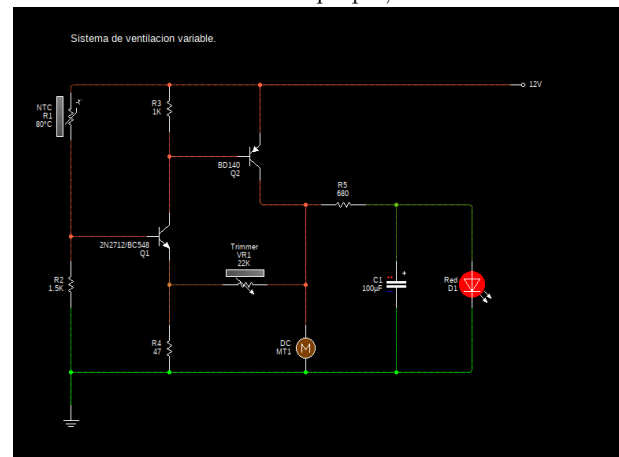 Sistema de ventilacion variable.
12V
NTC
R1
80°C
R3
1K
BD140
Q2
R5
680
2N2712/BC548
Q1
Trimmer
VR1
22K
R2
1.5K
C1
100µF
Red
D1
R4
47
DC
MT1
M